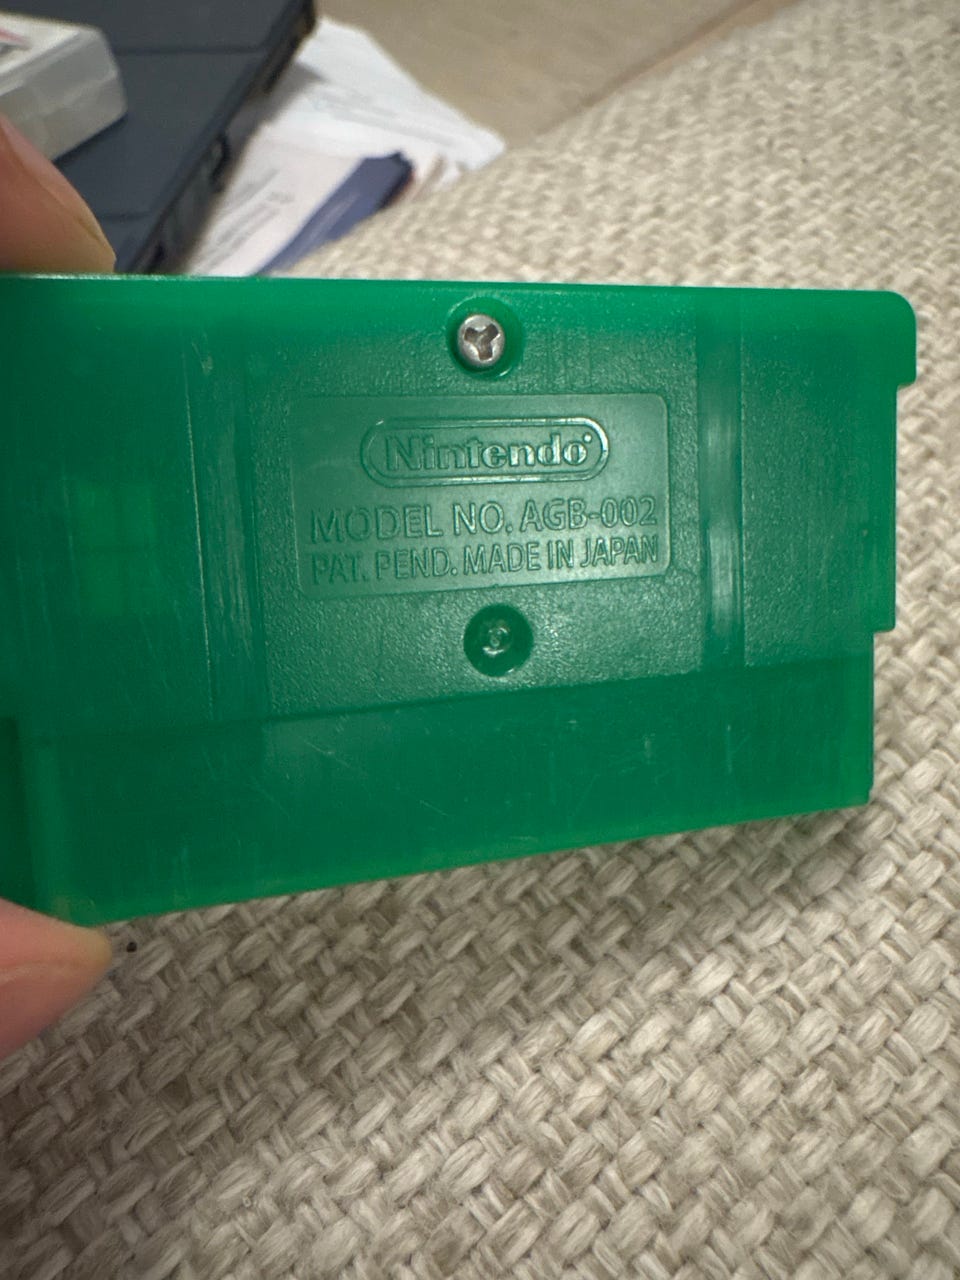 Nintendo
MODEL NO. AGB-002
PAT. PEND. MADE IN JAPAN